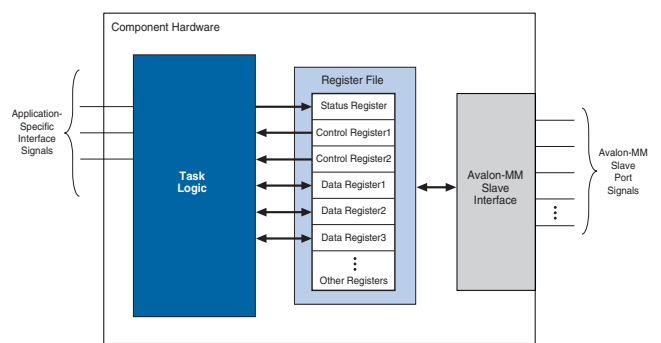 Component Hardware
Application-
Specific
Interface
Signals
Task
Logic
Register File
Status Register
Control Register1
Control Register2
Data Register1
Data Register2
Data Register3
Other Registers
Avalon-MM
Slave
Interface
Avalon-MM
Slave
Port
Signals